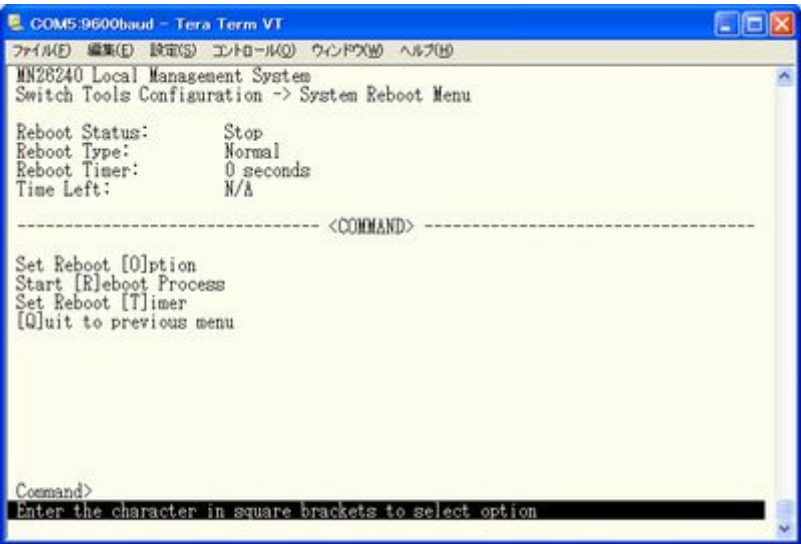 COM5:9600baud - Tera Term VT
ファイル(F) 編集(E) 設定(S) コントロール(O) ウィンドウ(W) ヘルプ(H)
MN26240 Local Management System
Switch Tools Configuration -> System Reboot Menu
Reboot Status: Stop
Reboot Type: Normal
Reboot Timer: 0 seconds
Time Left: N/A
------------------------------- <COMMAND> ----------------------------------
Set Reboot [O]ption
Start [R]eboot Process
Set Reboot [T]imer
[Q]uit to previous menu
Command>
Enter the character in square brackets to select option